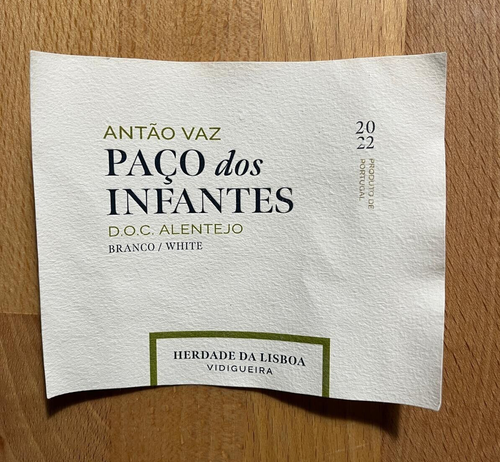 ANTÃO VAZ
PAÇO dos
INFANTES
D.O.C. ALENTEJO
BRANCO / WHITE
20
22
PRODUTO DE
PORTUGAL
HERDADE DA LISBOA
VIDIGUEIRA